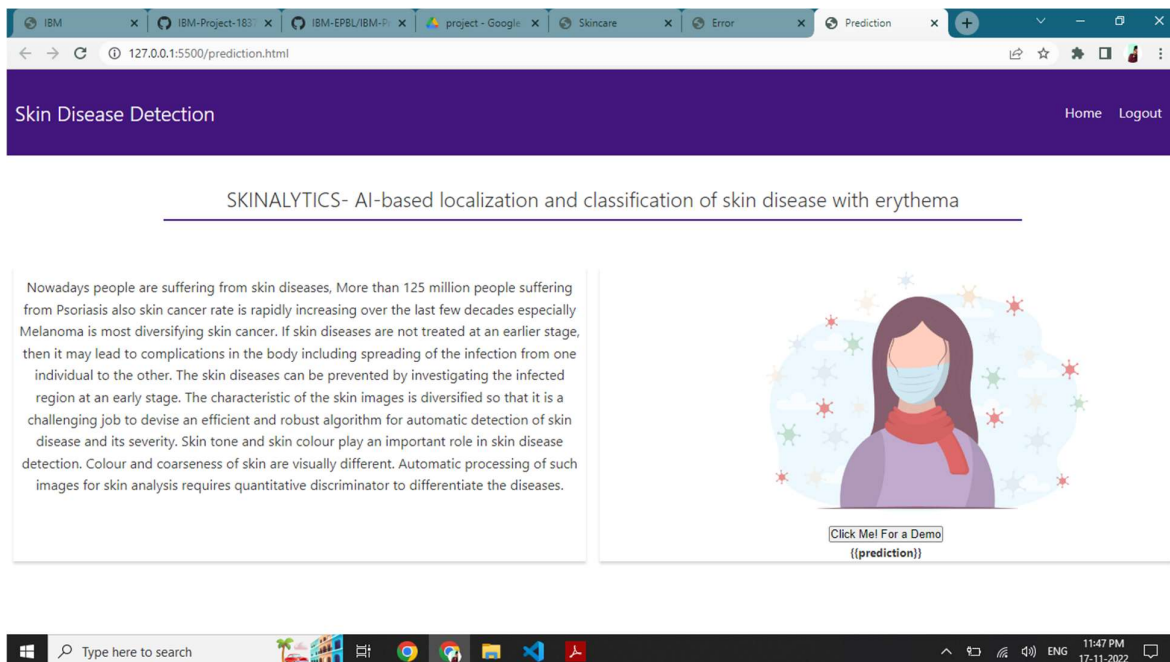 IBM
IBM-Project-1837
IBM-EPBL/IBM-Pr
project - Google
Skincare
Error
Prediction
127.0.0.1:5500/prediction.html
Skin Disease Detection
Home Logout
SKINALYTICS- AI-based localization and classification of skin disease with erythema
Nowadays people are suffering from skin diseases, More than 125 million people suffering
from Psoriasis also skin cancer rate is rapidly increasing over the last few decades especially
Melanoma is most diversifying skin cancer. If skin diseases are not treated at an earlier stage,
then it may lead to complications in the body including spreading of the infection from one
individual to the other. The skin diseases can be prevented by investigating the infected
region at an early stage. The characteristic of the skin images is diversified so that it is a
challenging job to devise an efficient and robust algorithm for automatic detection of skin
disease and its severity. Skin tone and skin colour play an important role in skin disease
detection. Colour and coarseness of skin are visually different. Automatic processing of such
images for skin analysis requires quantitative discriminator to differentiate the diseases.
Click Me! For a Demo
{{prediction}}
Type here to search
ENG
11:47 PM
17-11-2022